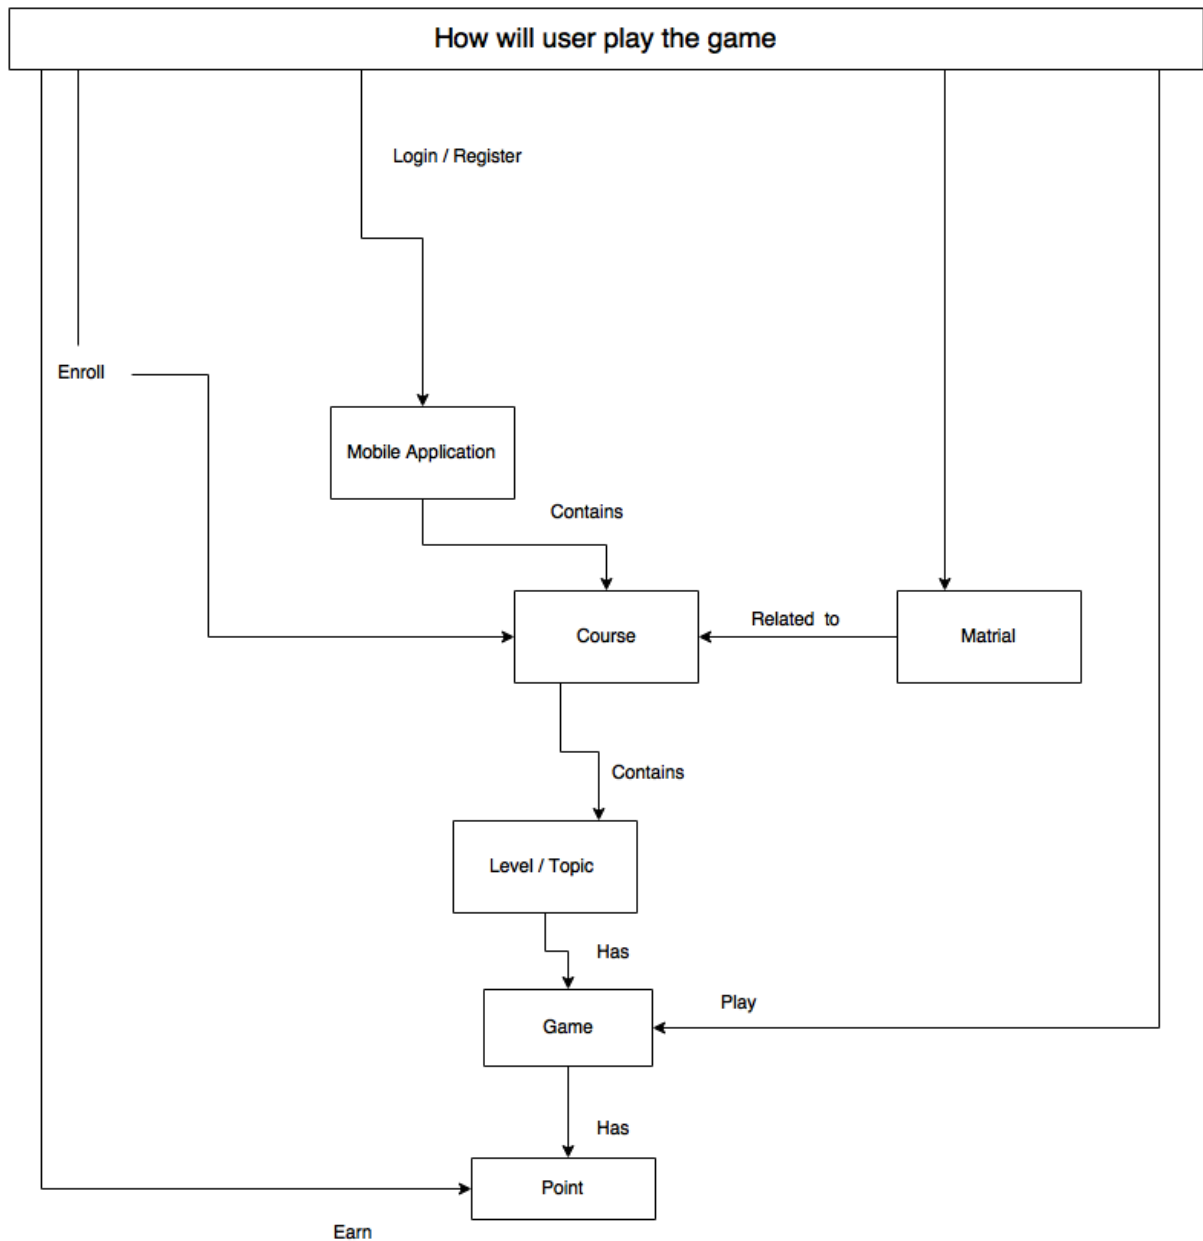 How will user play the game
Login / Register
Enroll
Mobile Application
Contains
Related  to
Course
Matrial
Contains
Level / Topic
Has
Play
Game
Has
Point
Earn